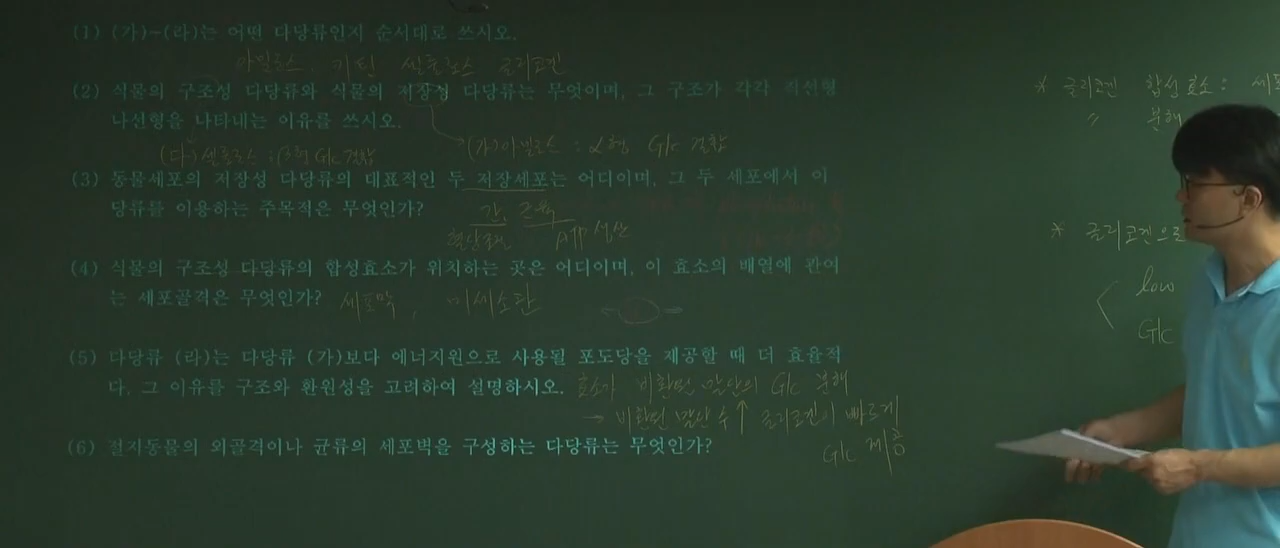 (1) (가)~(라)는 어떤 다당류인지 순서대로 쓰시오.
아밀로스 키틴 셀룰로스 글리코겐
(2) 식물의 구조성 다당류와 식물의 저장성 다당류는 무엇이며, 그 구조가 각각 직선형
나선형을 나타내는 이유를 쓰시오.
(다) 셀룰로스 : β형 Glc 결합
(가) 아밀로스 : α형 Glc 결합
(3) 동물세포의 저장성 다당류의 대표적인 두 저장세포는 어디이며, 그 두 세포에서 이
당류를 이용하는 주목적은 무엇인가?
간, 근육
혈당조절 ATP 생산
(4) 식물의 구조성 다당류의 합성효소가 위치하는 곳은 어디이며, 이 효소의 배열에 관여
는 세포골격은 무엇인가? 세포막, 미세소관
(5) 다당류 (라)는 다당류 (가)보다 에너지원으로 사용될 포도당을 제공할 때 더 효율적
다. 그 이유를 구조와 환원성을 고려하여 설명하시오. 효소가 비환원 말단의 Glc 분해
→ 비환원 말단 수↑ 글리코겐이 빠르게
Glc 제공
(6) 절지동물의 외골격이나 균류의 세포벽을 구성하는 다당류는 무엇인가?
* 글리코겐 합성효소 : 세포
〃 분해
* 글리코겐으로
low
Glc